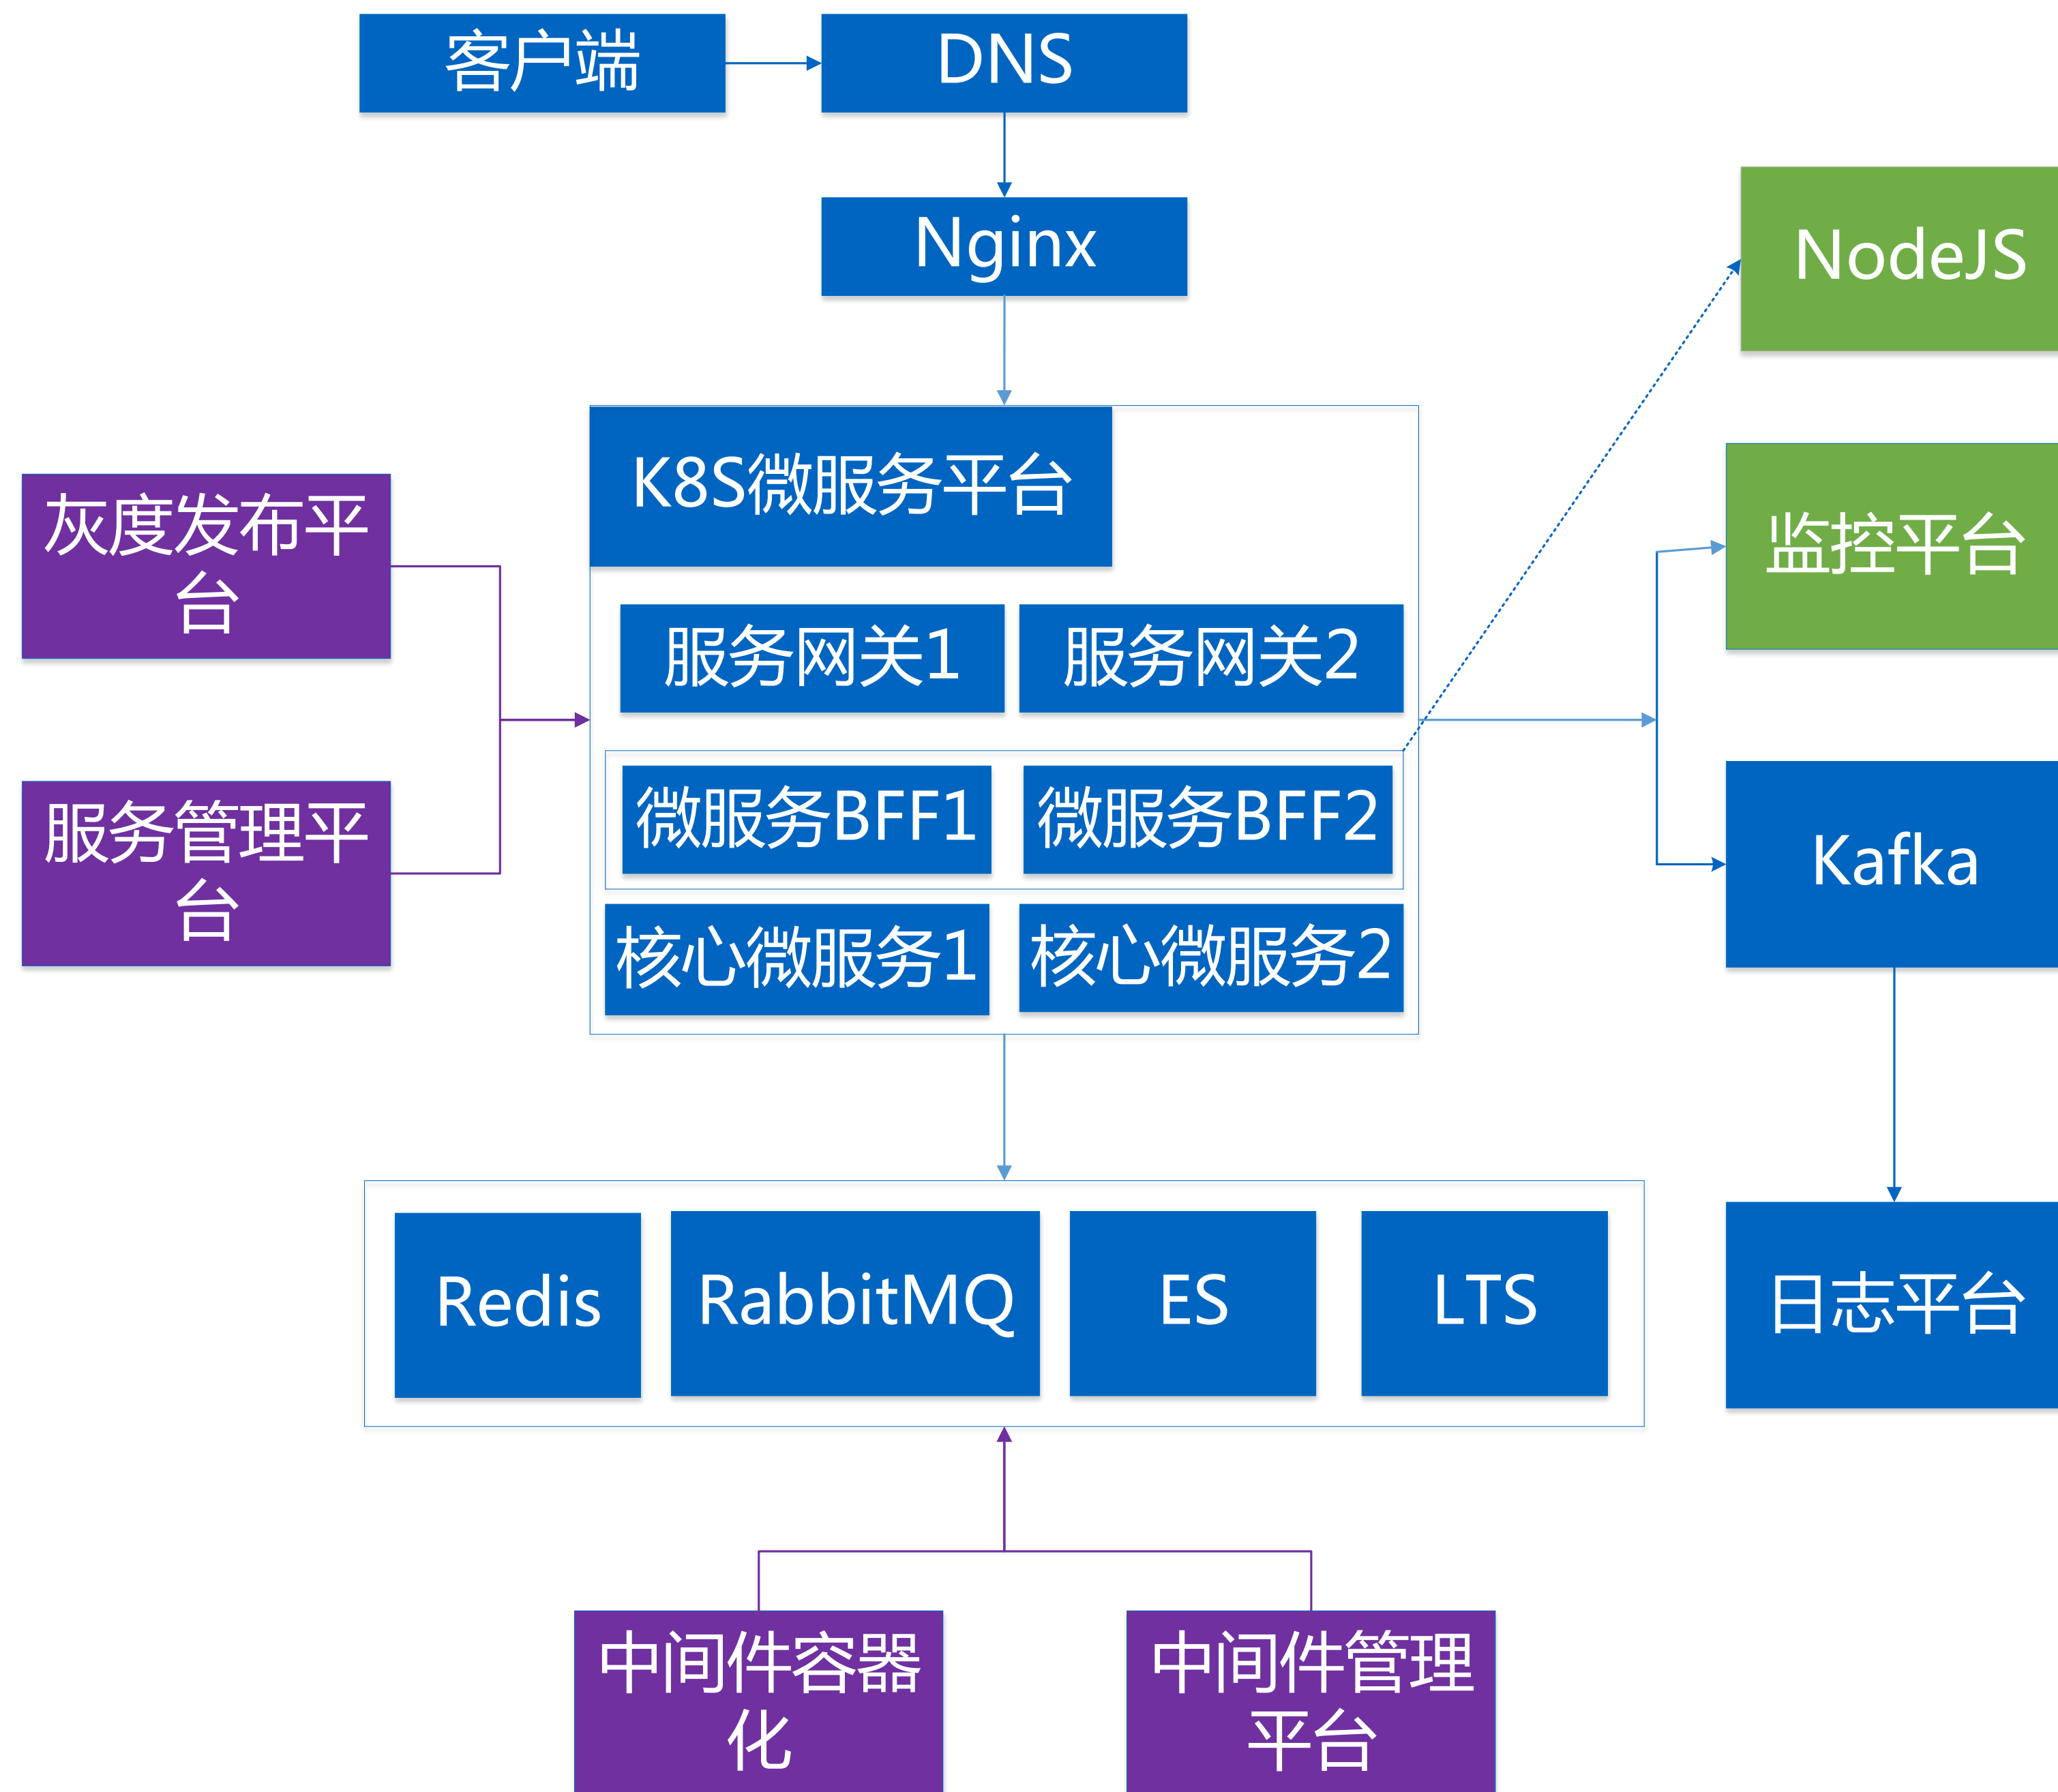 客户端
DNS
Nginx
NodeJS
K8S微服务平台
灰度发布平
台
监控平台
服务网关1
服务网关2
服务管理平
台
微服务BFF1
微服务BFF2
Kafka
核心微服务1
核心微服务2
Redis
RabbitMQ
ES
LTS
日志平台
中间件容器
化
中间件管理
平台